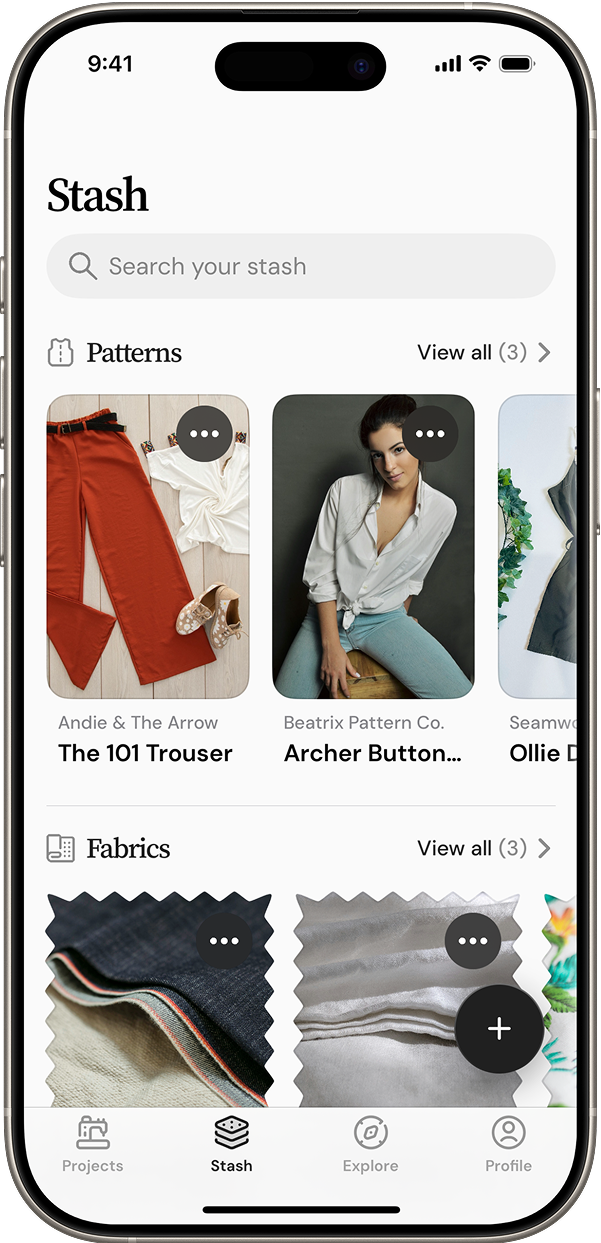 9:41
Stash
Search your stash
Patterns View all (3)
Andie & The Arrow
The 101 Trouser
Beatrix Pattern Co.
Archer Button...
Seamwo
Ollie D
Fabrics View all (3)
Projects Stash Explore Profile